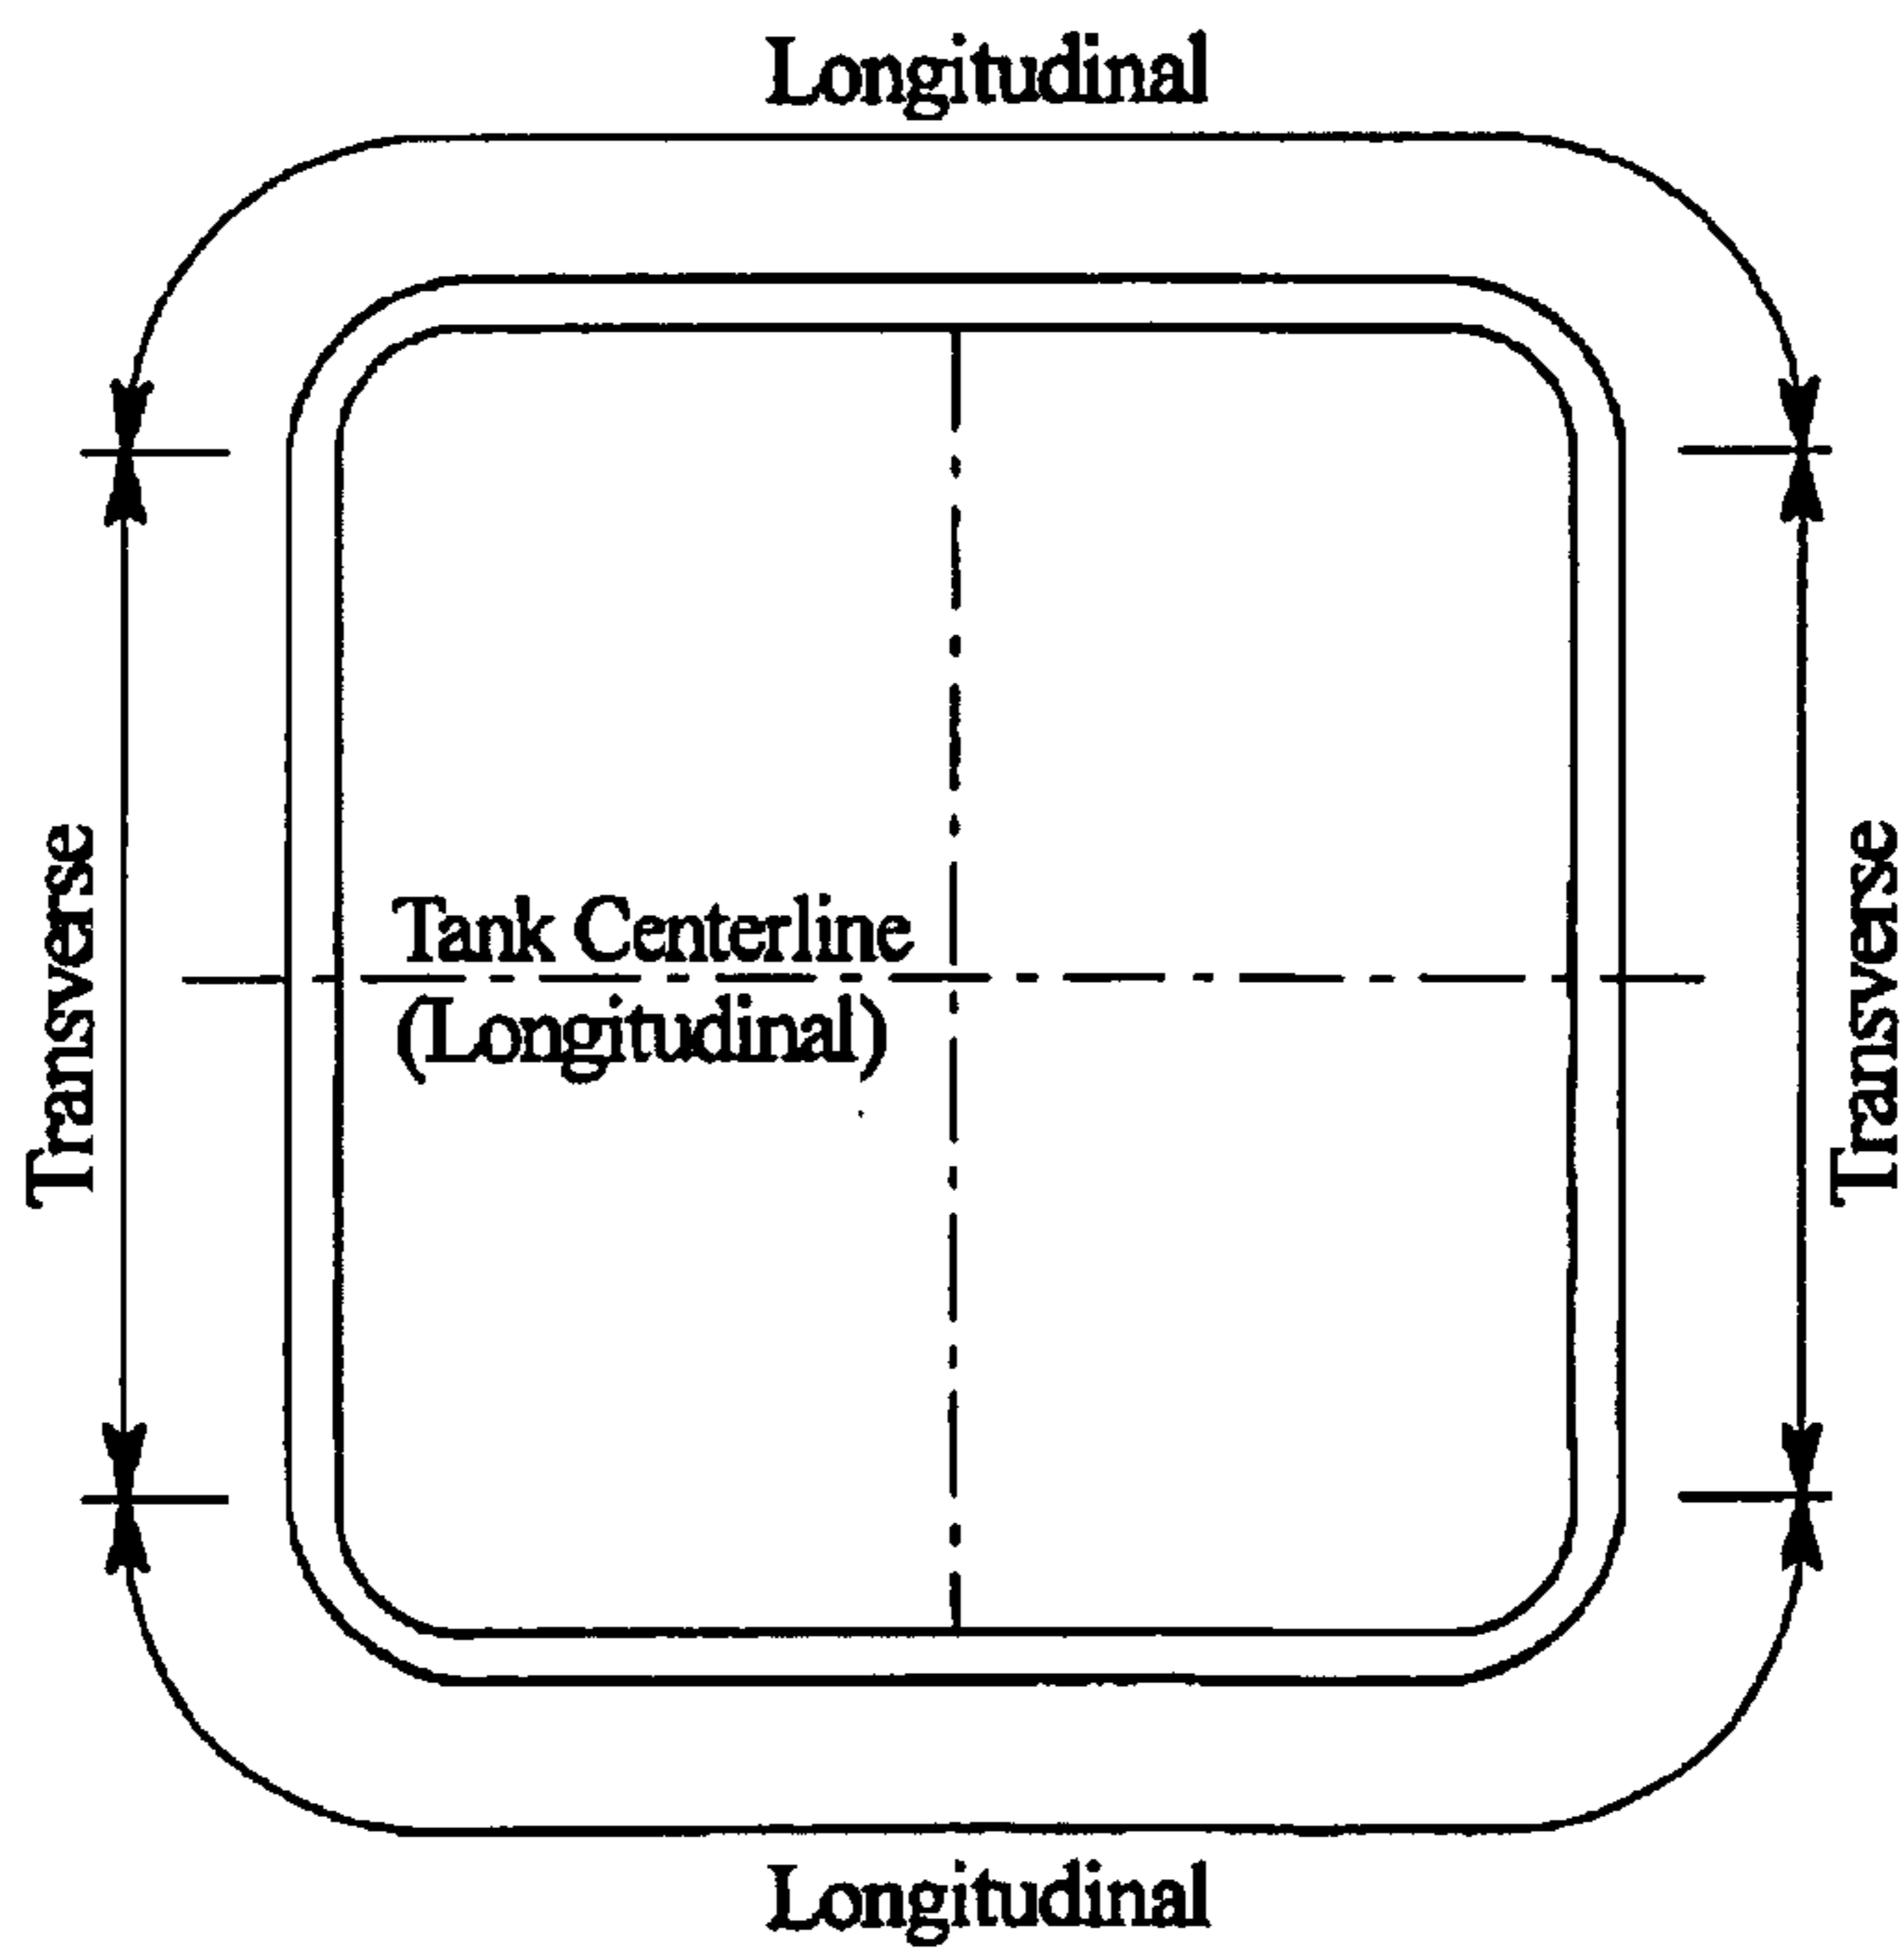 Longitudinal
Transverse
Tank Centerline
(Longitudinal)
Transverse
Longitudinal